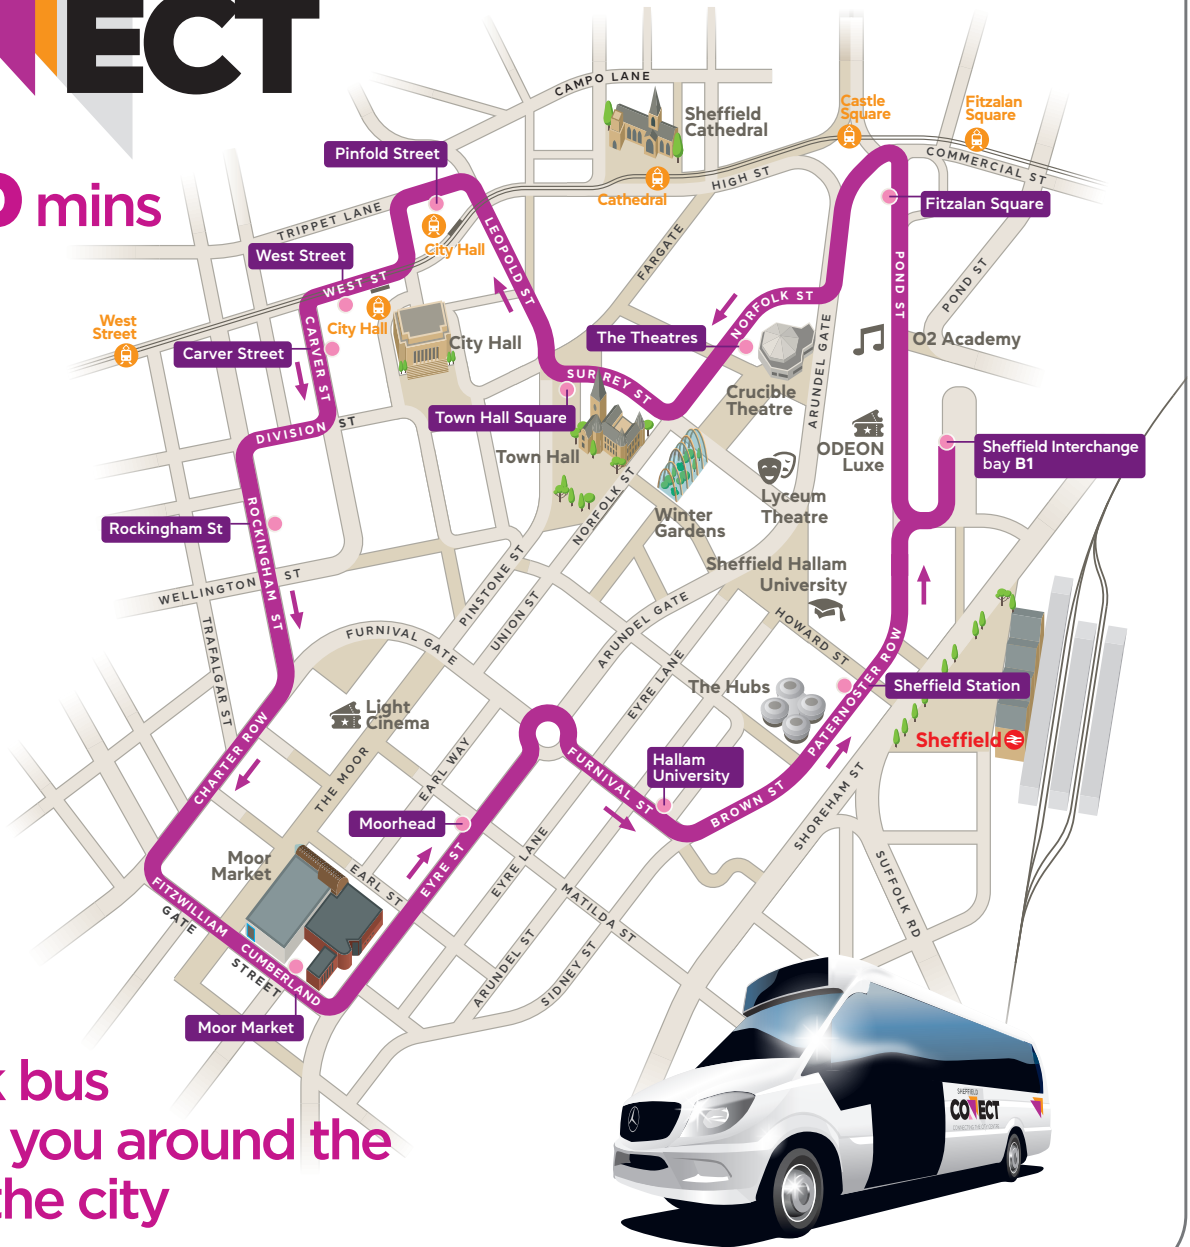 ECT
mins
CAMPO LANE
Sheffield
Cathedral
Castle
Square
Fitzalan
Square
COMMERCIAL ST
Pinfold Street
HIGH ST
Cathedral
Fitzalan Square
TRIPPET LANE
City Hall
LEOPOLD ST
FARGATE
West Street
WEST ST
POND ST
POND ST
NORFOLK ST
West
Street
City Hall
Carver Street
CARVER ST
City Hall
The Theatres
ARUNDEL GATE
O2 Academy
SURREY ST
Crucible
Theatre
Town Hall Square
DIVISION ST
Town Hall
ODEON
Luxe
Sheffield Interchange
bay B1
Lyceum
Theatre
Rockingham St
ROCKINGHAM ST
NORFOLK ST
Winter
Gardens
PINSTONE ST
Sheffield Hallam
University
WELLINGTON ST
UNION ST
ARUNDEL GATE
HOWARD ST
TRAFALGAR ST
FURNIVAL GATE
EYRE LANE
The Hubs
PATERNOSTER ROW
Sheffield Station
Light
Cinema
CHARTER ROW
THE MOOR
EARL WAY
Sheffield
FURNIVAL ST
Hallam
University
BROWN ST
SHOREHAM ST
Moorhead
Moor
Market
EARL ST
EYRE ST
EYRE LANE
MATILDA ST
SUFFOLK RD
FITZWILLIAM
GATE
CUMBERLAND
STREET
ARUNDEL ST
SIDNEY ST
Moor Market
bus
you around the
the city
SHEFFIELD
CONNECT